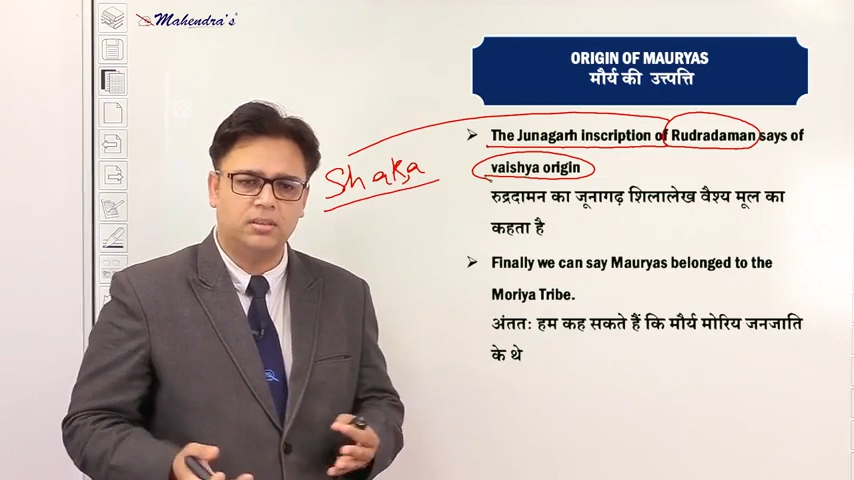 Mahendra's
ORIGIN OF MAURYAS
मौर्य की उत्त्पत्ति
The Junagarh inscription of Rudradaman says of
vaishya origin
रुद्रदामन का जूनागढ़ शिलालेख वैश्य मूल का
कहता है
Finally we can say Mauryas belonged to the
Moriya Tribe.
अंततः हम कह सकते हैं कि मौर्य मोरिय जनजाति
के थे
Shaka